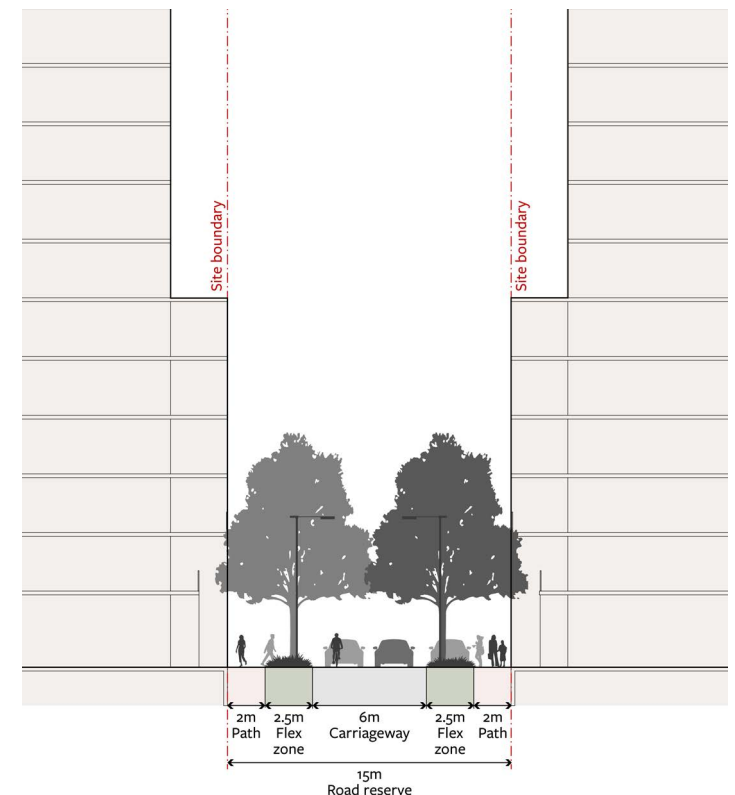 Site boundary
Site boundary
2m
Path
2.5m
Flex
zone
6m
Carriageway
2.5m
Flex
zone
2m
Path
15m
Road reserve